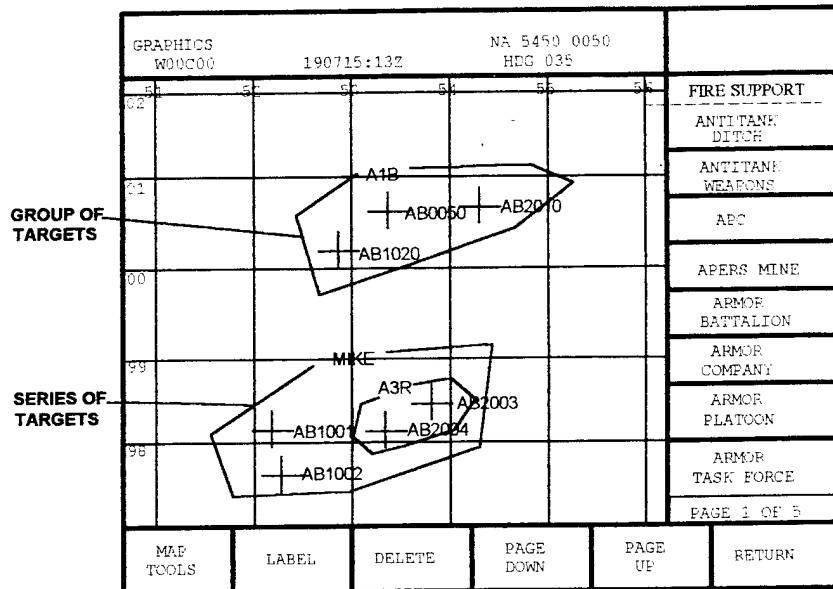 GRAPHICS
W00C00 190715:13Z
NA 5450 0050
HDG 035
02
01
00
99
98
GROUP OF
TARGETS
A1B
AB0050
AB2010
AB1020
SERIES OF
TARGETS
MIKE
A3R
AB2003
AB1001
AB2004
AB1002
FIRE SUPPORT
ANTITANK
DITCH
ANTITANK
WEAPONS
APC
APERS MINE
ARMOR
BATTALION
ARMOR
COMPANY
ARMOR
PLATOON
ARMOR
TASK FORCE
PAGE 1 OF 5
MAP
TOOLS
LABEL
DELETE
PAGE
DOWN
PAGE
UP
RETURN